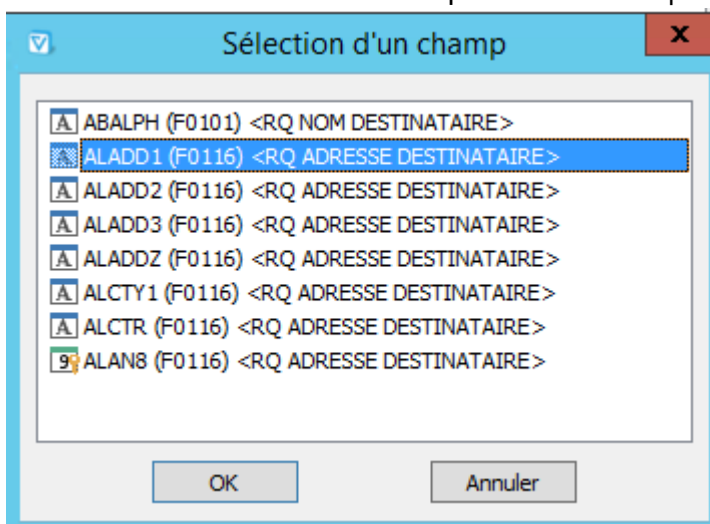 Sélection d'un champ
x
A ABALPH (F0101) <RQ NOM DESTINATAIRE>
A ALADD1 (F0116) <RQ ADRESSE DESTINATAIRE>
A ALADD2 (F0116) <RQ ADRESSE DESTINATAIRE>
A ALADD3 (F0116) <RQ ADRESSE DESTINATAIRE>
A ALADDZ (F0116) <RQ ADRESSE DESTINATAIRE>
A ALCTY1 (F0116) <RQ ADRESSE DESTINATAIRE>
A ALCTR (F0116) <RQ ADRESSE DESTINATAIRE>
9 ALAN8 (F0116) <RQ ADRESSE DESTINATAIRE>
OK Annuler